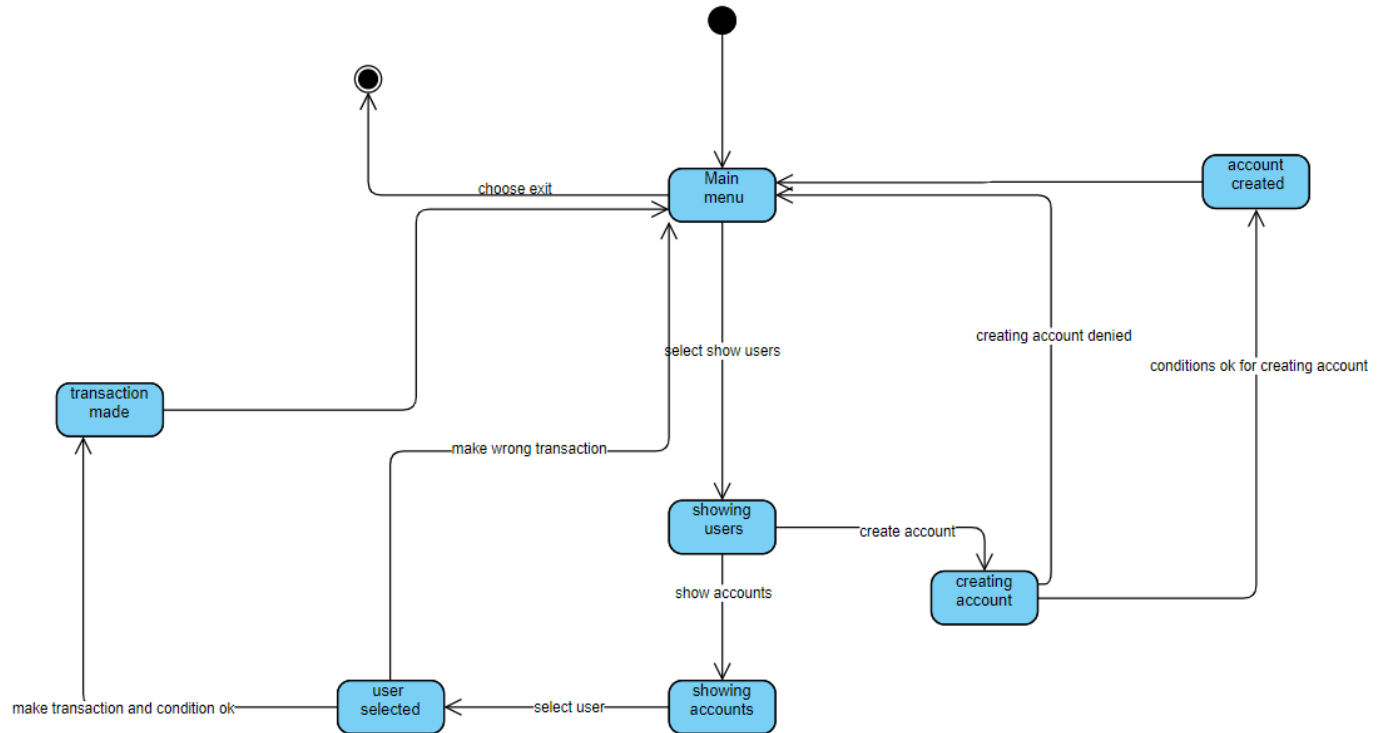 account
created
Main
menu
choose exit
select show users
creating account denied
conditions ok for creating account
transaction
made
make wrong transaction
showing
users
create account
creating
account
show accounts
user
selected
showing
accounts
select user
make transaction and condition ok